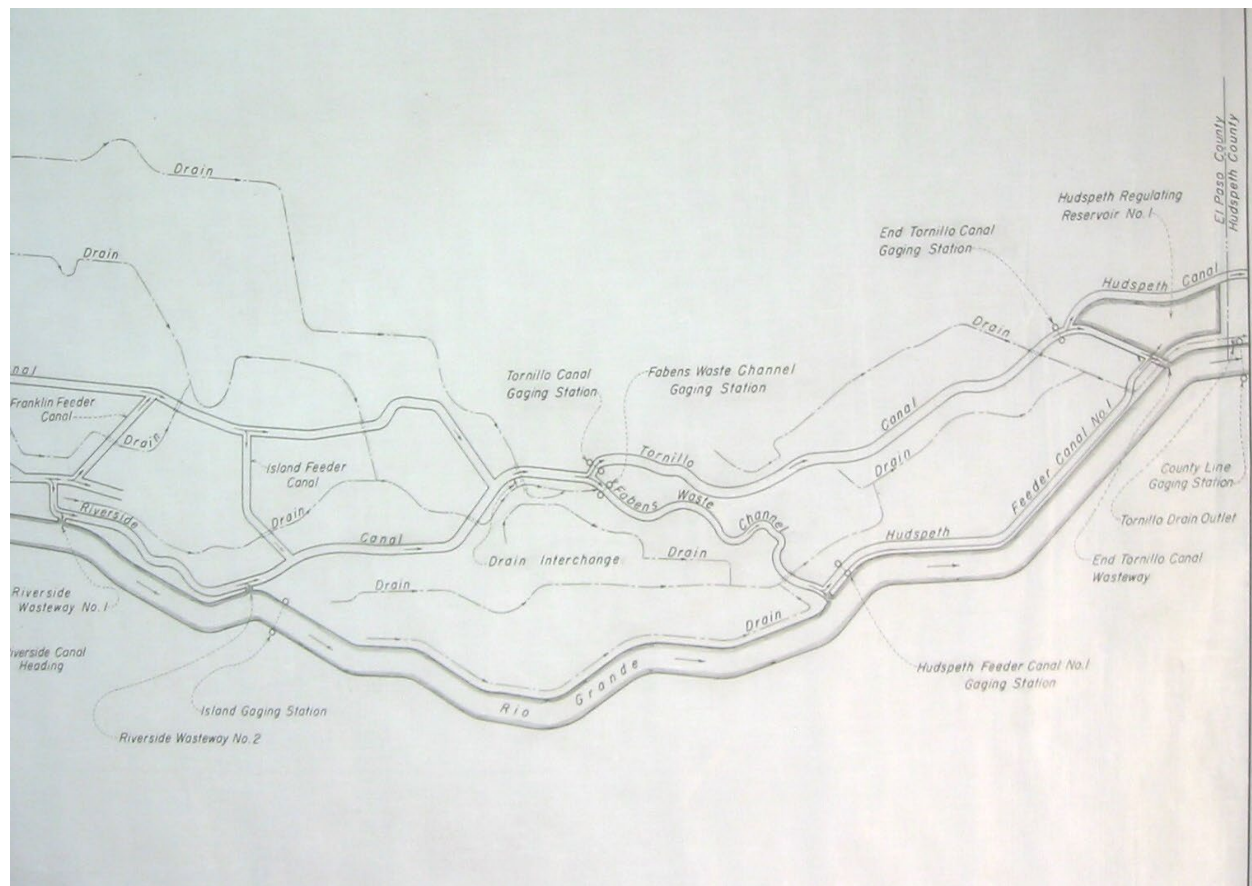 El Paso County
Hudspeth County
Drain
Hudspeth Regulating
Reservoir No. 1
End Tornillo Canal
Gaging Station
Drain
Hudspeth Canal
Drain
nal
Franklin Feeder
Canal
Drain
Tornillo Canal
Gaging Station
Fabens Waste Channel
Gaging Station
Canal
Tornillo
Island Feeder
Canal
Drain
Feeder Canal No. 1
County Line
Gaging Station
Fabens Waste Channel
Riverside
Drain
Tornillo Drain Outlet
Canal
Hudspeth
Drain Interchange
Drain
End Tornillo Canal
Wasteway
Drain
Riverside
Wasteway No. 1
Drain
verside Canal
Heading
Hudspeth Feeder Canal No. 1
Gaging Station
Rio Grande
Island Gaging Station
Riverside Wasteway No. 2